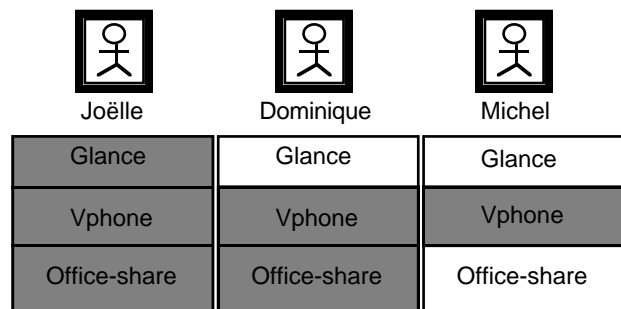 Joëlle Dominique Michel
Glance Glance Glance
Vphone Vphone Vphone
Office-share Office-share Office-share